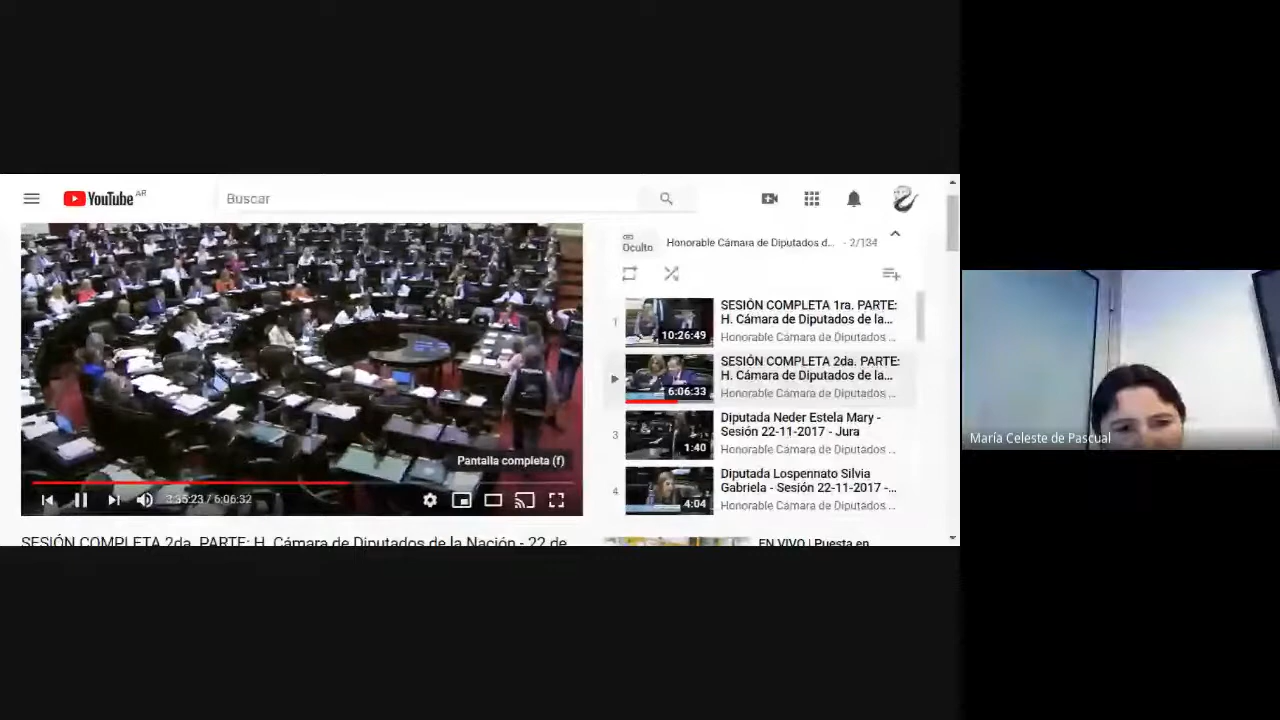 YouTube AR
Buscar
Oculto
Honorable Cámara de Diputados d... - 2/134
1
10:26:49
SESIÓN COMPLETA 1ra. PARTE:
H. Cámara de Diputados de la...
Honorable Cámara de Diputados ...
6:06:33
SESIÓN COMPLETA 2da. PARTE:
H. Cámara de Diputados de la...
Honorable Cámara de Diputados ...
3
1:40
Diputada Neder Estela Mary -
Sesión 22-11-2017 - Jura
Honorable Cámara de Diputados ...
4
4:04
Diputada Lospennato Silvia
Gabriela - Sesión 22-11-2017 -...
Honorable Cámara de Diputados ...
PRENSA
Pantalla completa (f)
3:35:23 / 6:06:32
SESIÓN COMPLETA 2da. PARTE: H. Cámara de Diputados de la Nación - 22 de
EN VIVO | Puesta en
María Celeste de Pascual